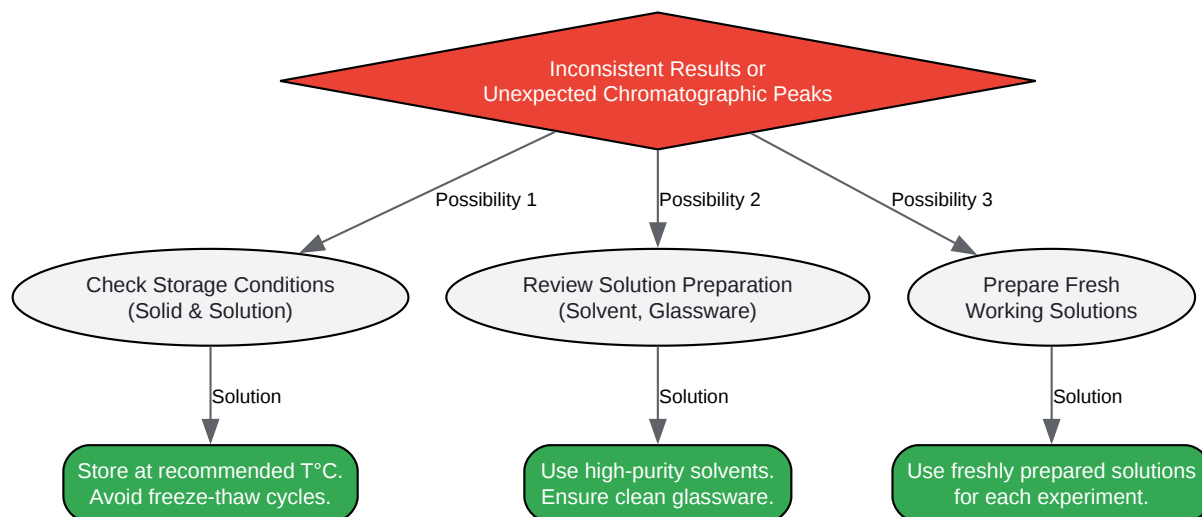 Inconsistent Results or
Unexpected Chromatographic Peaks
Possibility 1
Possibility 2
Possibility 3
Check Storage Conditions
(Solid & Solution)
Review Solution Preparation
(Solvent, Glassware)
Prepare Fresh
Working Solutions
Solution
Solution
Solution
Store at recommended T°C.
Avoid freeze-thaw cycles.
Use high-purity solvents.
Ensure clean glassware.
Use freshly prepared solutions
for each experiment.